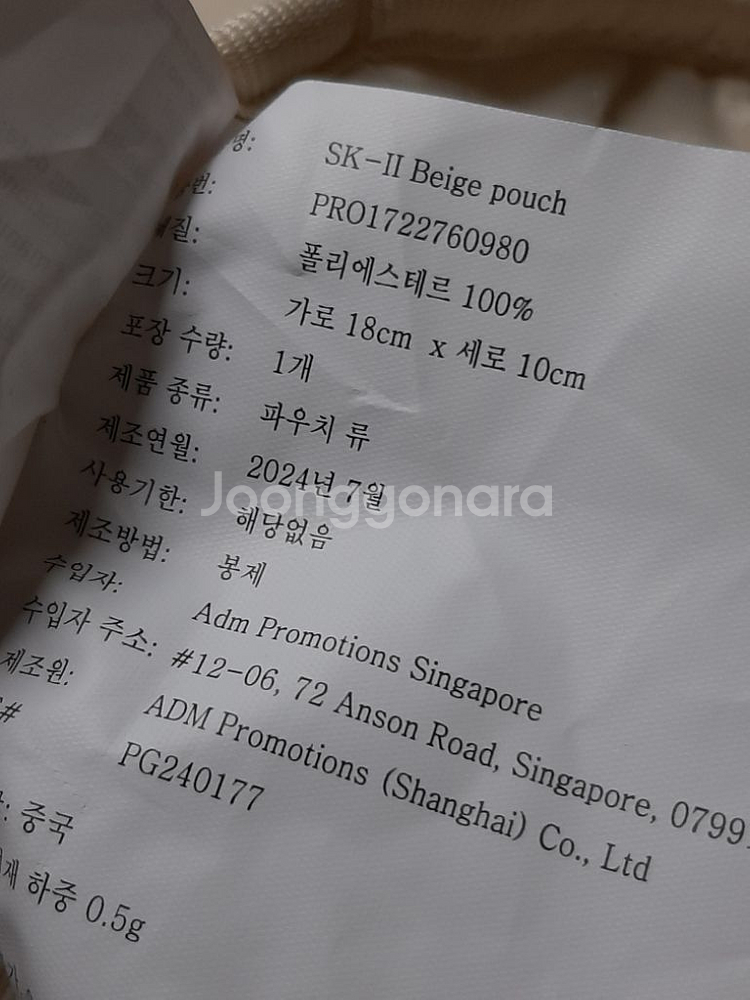 명: SK-II Beige pouch
번: PRO1722760980
질: 폴리에스테르 100%
크기: 가로 18cm x 세로 10cm
포장 수량: 1개
제품 종류: 파우치 류
제조연월: 2024년 7월
사용기한: 해당없음
제조방법: 봉제
수입자: Adm Promotions Singapore
수입자 주소: #12-06, 72 Anson Road, Singapore, 0799
제조원: ADM Promotions (Shanghai) Co., Ltd
# PG240177
: 중국
재 하중 0.5g
Joonggonara